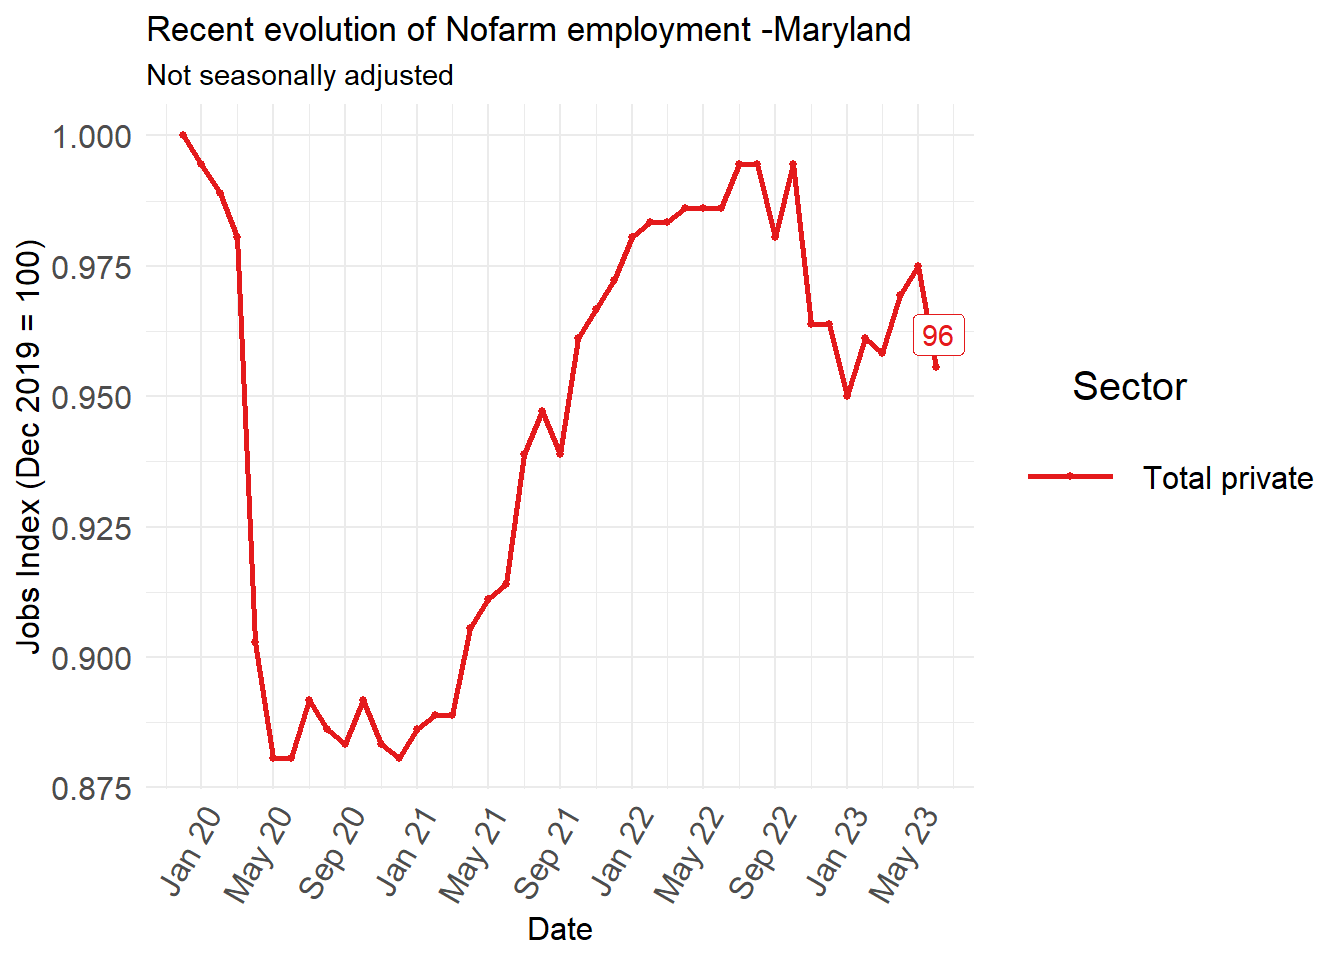 Recent evolution of Nofarm employment -Maryland
Not seasonally adjusted
Jobs Index (Dec 2019 = 100)
1.000
0.975
0.950
0.925
0.900
0.875
96
Jan 20
May 20
Sep 20
Jan 21
May 21
Sep 21
Jan 22
May 22
Sep 22
Jan 23
May 23
Date
Sector
Total private